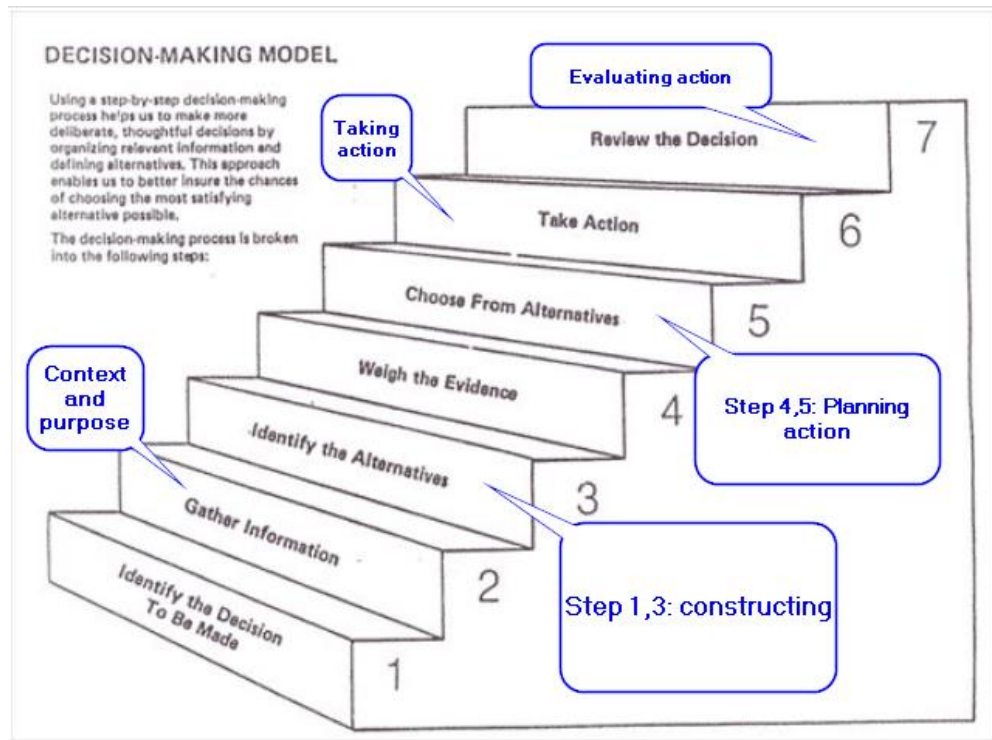 DECISION-MAKING MODEL
Using a step-by-step decision-making
process helps us to make more
deliberate, thoughtful decisions by
organizing relevant information and
defining alternatives. This approach
enables us to better insure the chances
of choosing the most satisfying
alternative possible.
The decision-making process is broken
into the following steps:
Evaluating action
Taking
action
Review the Decision
7
Take Action
6
Choose From Alternatives
5
Context
and
purpose
Weigh the Evidence
4
Step 4,5: Planning
action
Identify the Alternatives
3
Gather Information
2
Step 1,3: constructing
Identify the Decision
To Be Made
1